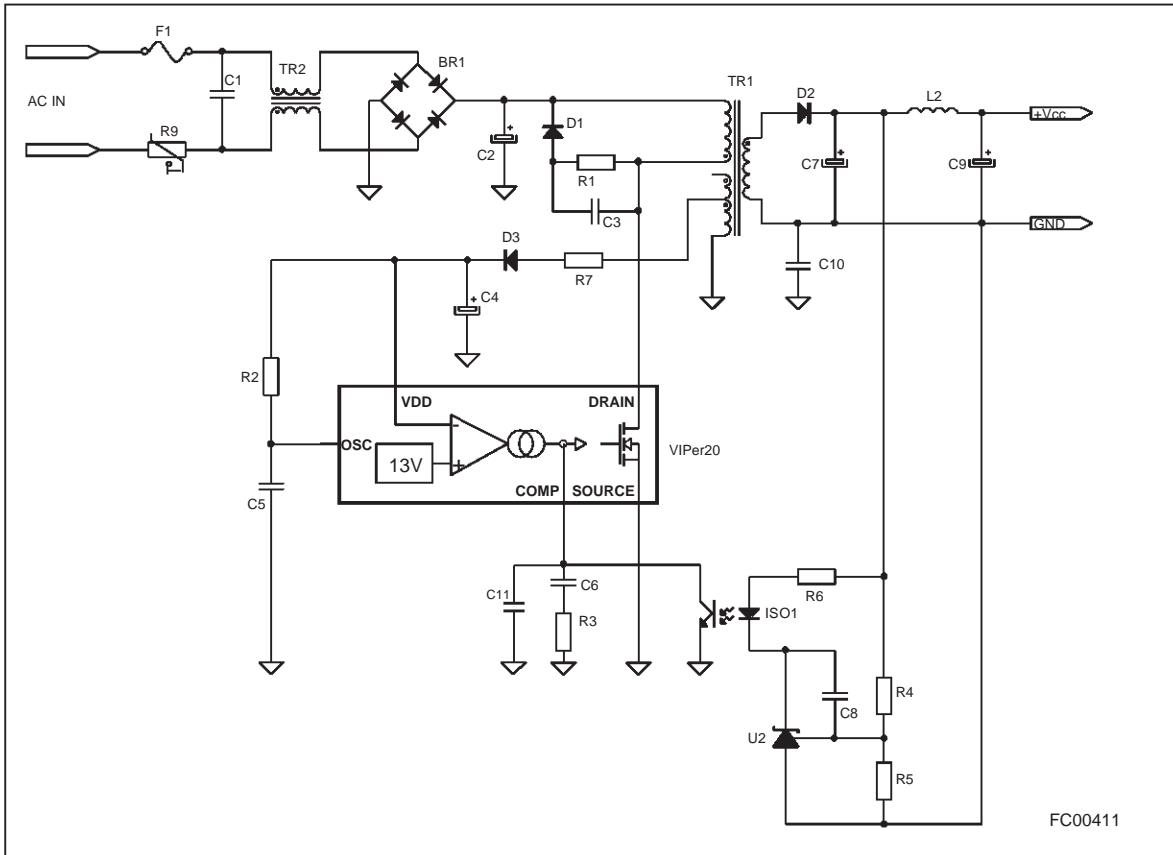 F1
TR2
BR1
TR1
D2
L2
C1
+Vcc
AC IN
D1
C7
C9
R9
C2
R1
C3
GND
D3
R7
C10
C4
R2
VDD
DRAIN
OSC
-
13V
+
VIPer20
COMP
SOURCE
C5
C11
C6
R6
ISO1
R3
R4
C8
U2
R5
FC00411